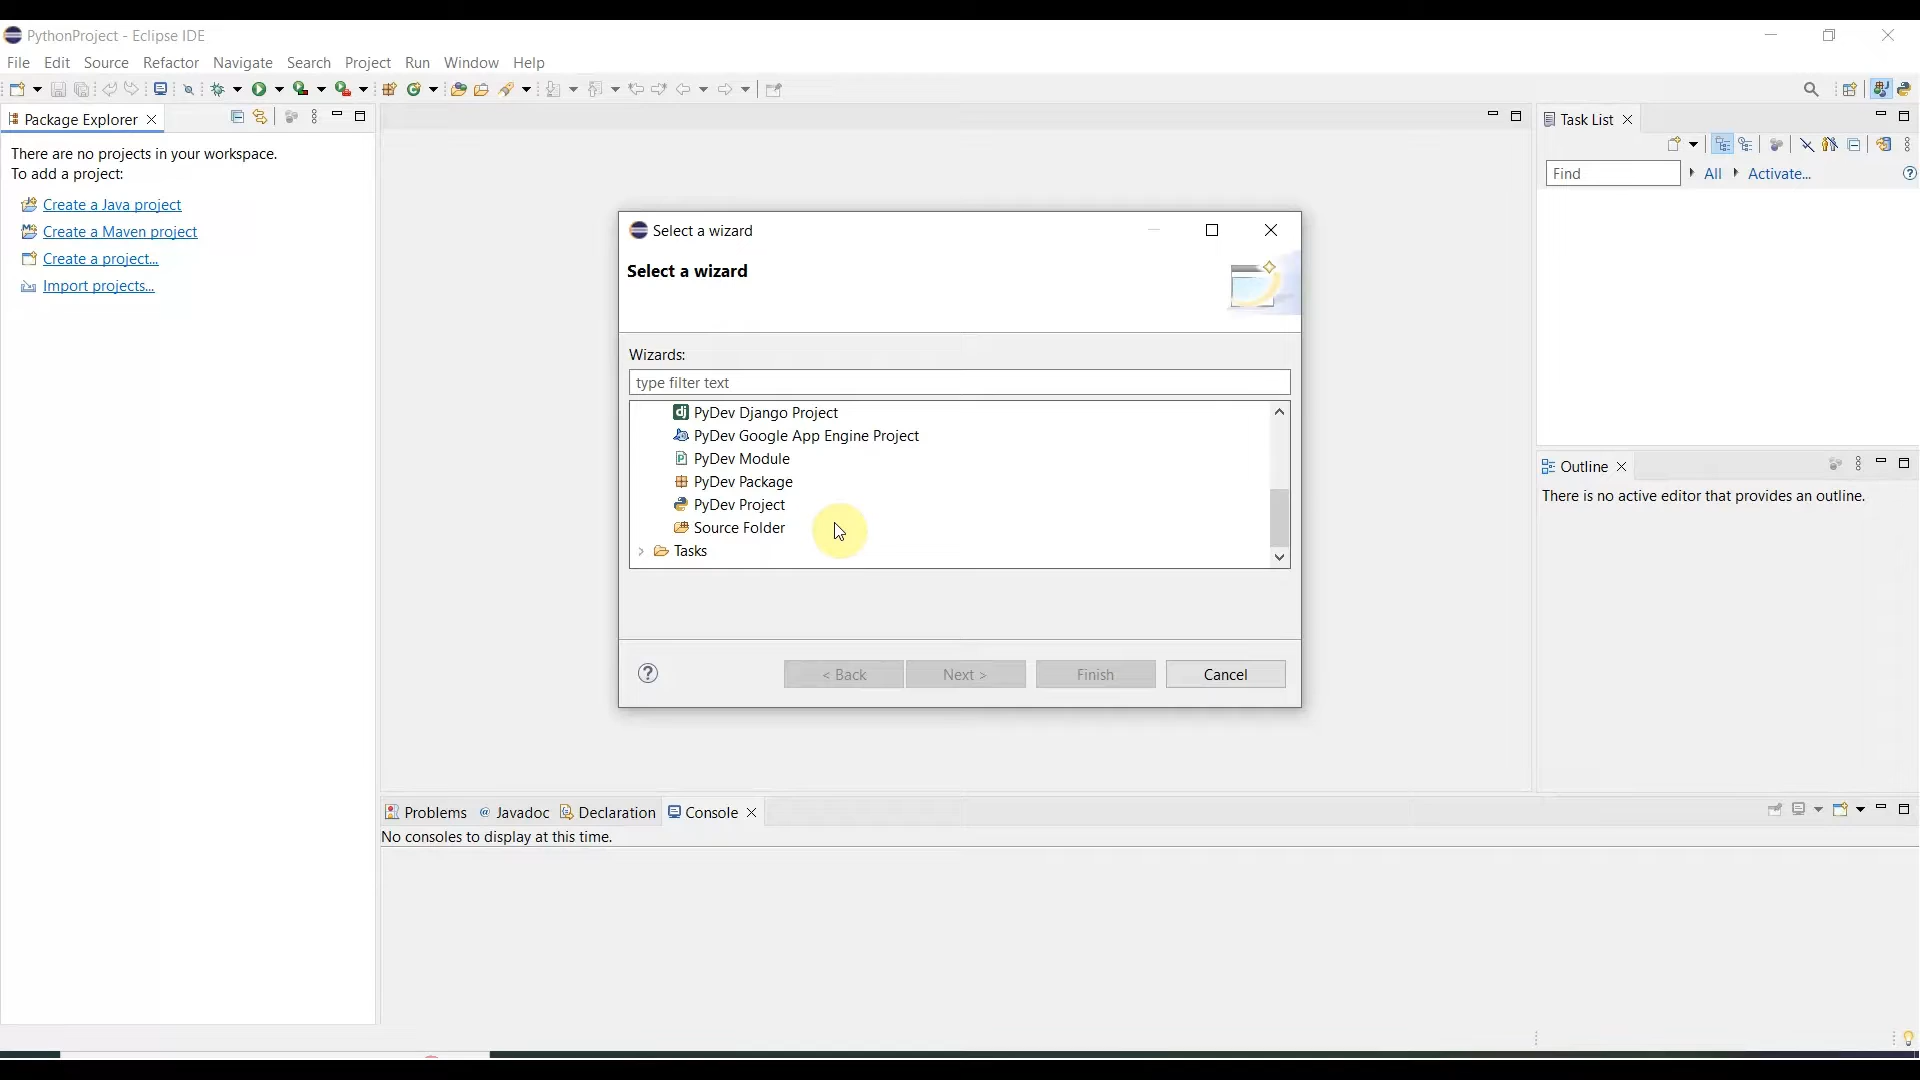 PythonProject - Eclipse IDE
File Edit Source Refactor Navigate Search Project Run Window Help
Package Explorer
There are no projects in your workspace.
To add a project:
Create a Java project
Create a Maven project
Create a project...
Import projects...
Select a wizard
Select a wizard
Wizards:
type filter text
PyDev Django Project
PyDev Google App Engine Project
PyDev Module
PyDev Package
PyDev Project
Source Folder
Tasks
< Back Next > Finish Cancel
Task List
Find All Activate...
Outline
There is no active editor that provides an outline.
Problems Javadoc Declaration Console
No consoles to display at this time.